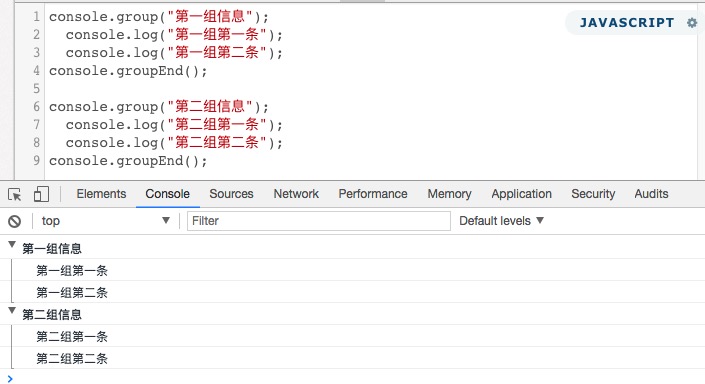 1 console.group("第一组信息");
2 console.log("第一组第一条");
3 console.log("第一组第二条");
4 console.groupEnd();
5
6 console.group("第二组信息");
7 console.log("第二组第一条");
8 console.log("第二组第二条");
9 console.groupEnd();
JAVASCRIPT
Elements Console Sources Network Performance Memory Application Security Audits
top Filter Default levels
第一组信息
第一组第一条
第一组第二条
第二组信息
第二组第一条
第二组第二条